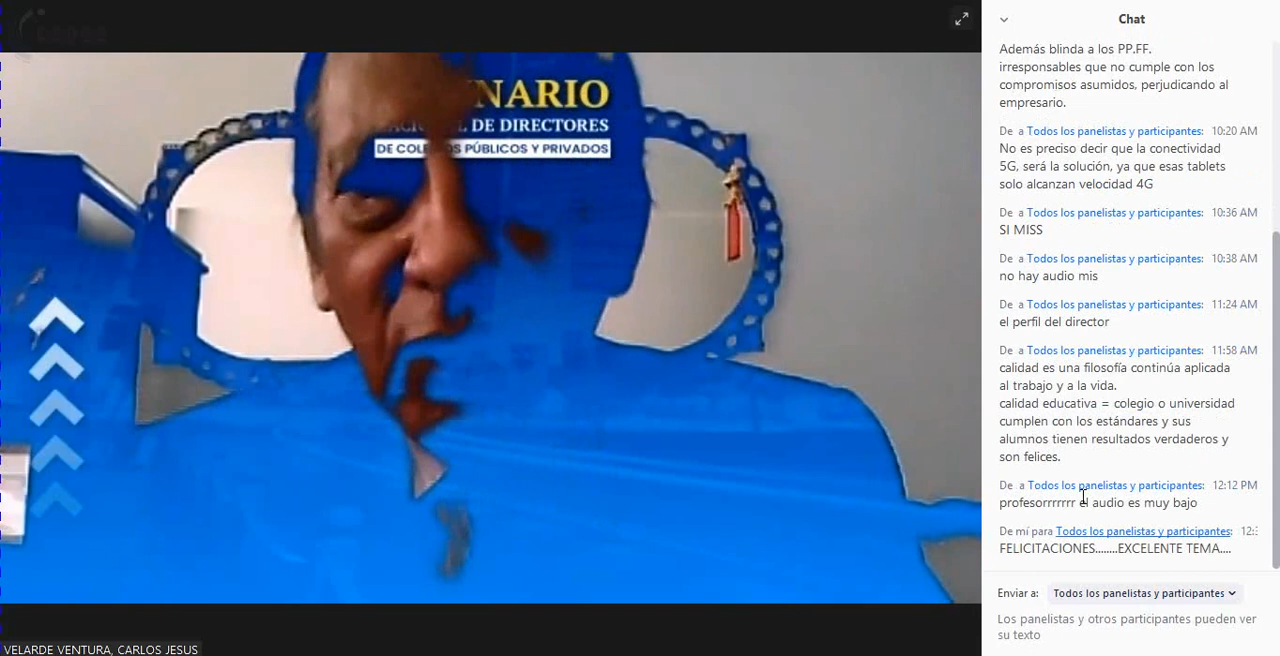 NARIO
DE DIRECTORES
DE COLE OS PÚBLICOS Y PRIVADOS
VELARDE VENTURA, CARLOS JESUS
Chat
Además blinda a los PP.FF.
irresponsables que no cumple con los
compromisos asumidos, perjudicando al
empresario.
De a Todos los panelistas y participantes: 10:20 AM
No es preciso decir que la conectividad
5G, será la solución, ya que esas tablets
solo alcanzan velocidad 4G
De a Todos los panelistas y participantes: 10:36 AM
SI MISS
De a Todos los panelistas y participantes: 10:38 AM
no hay audio mis
De a Todos los panelistas y participantes: 11:24 AM
el perfil del director
De a Todos los panelistas y participantes: 11:58 AM
calidad es una filosofía continúa aplicada
al trabajo y a la vida.
calidad educativa = colegio o universidad
cumplen con los estándares y sus
alumnos tienen resultados verdaderos y
son felices.
De a Todos los panelistas y participantes: 12:12 PM
profesorrrrrrr el audio es muy bajo
De mí para Todos los panelistas y participantes: 12:
FELICITACIONES........EXCELENTE TEMA....
Enviar a: Todos los panelistas y participantes
Los panelistas y otros participantes pueden ver
su texto